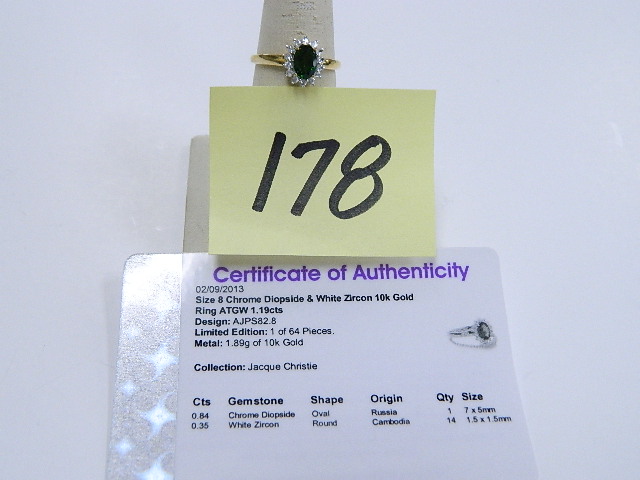 178
Certificate of Authenticity
02/09/2013
Size 8 Chrome Diopside & White Zircon 10k Gold
Ring ATGW 1.19cts
Design: AJPS82.8
Limited Edition: 1 of 64 Pieces.
Metal: 1.89g of 10k Gold
Collection: Jacque Christie
Cts Gemstone Shape Origin Qty Size
0.84 Chrome Diopside Oval Russia 1 7 x 5mm
0.35 White Zircon Round Cambodia 14 1.5 x 1.5mm